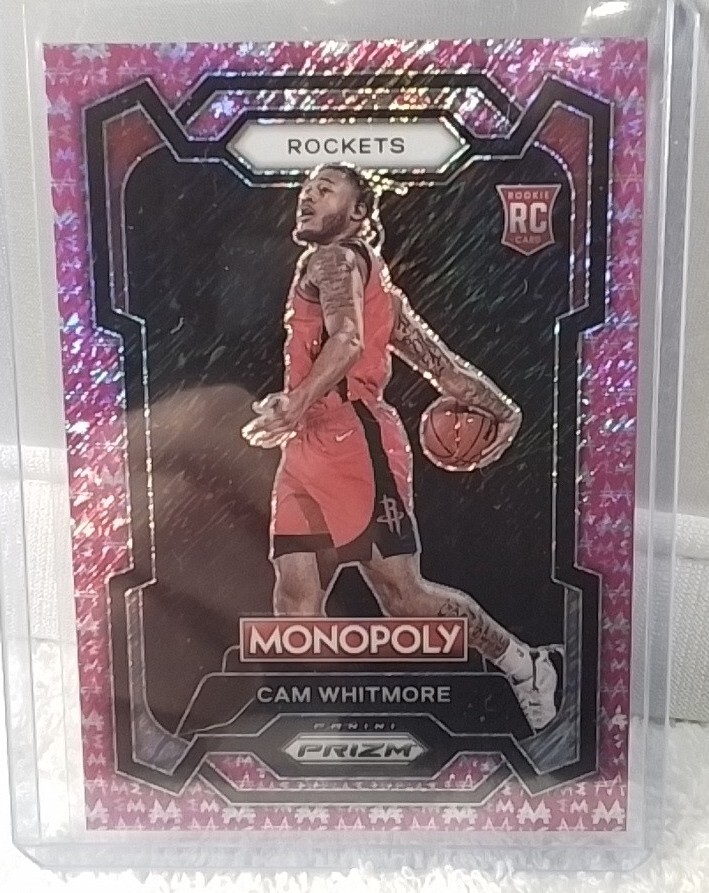 ROCKETS
ROOKIE
RC
CARD
MONOPOLY
CAM WHITMORE
PANINI
PRIZM